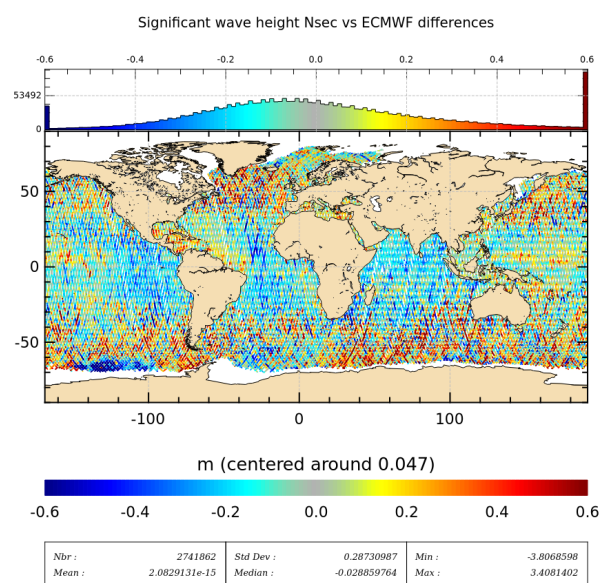 Significant wave height Nsec vs ECMWF differences
-0.6 -0.4 -0.2 0.0 0.2 0.4 0.6
53492
0
50
0
-50
-100 0 100
m (centered around 0.047)
-0.6 -0.4 -0.2 0.0 0.2 0.4 0.6
Nbr : 2741862 Std Dev : 0.28730987 Min : -3.8068598
Mean : 2.0829131e-15 Median : -0.028859764 Max : 3.4081402